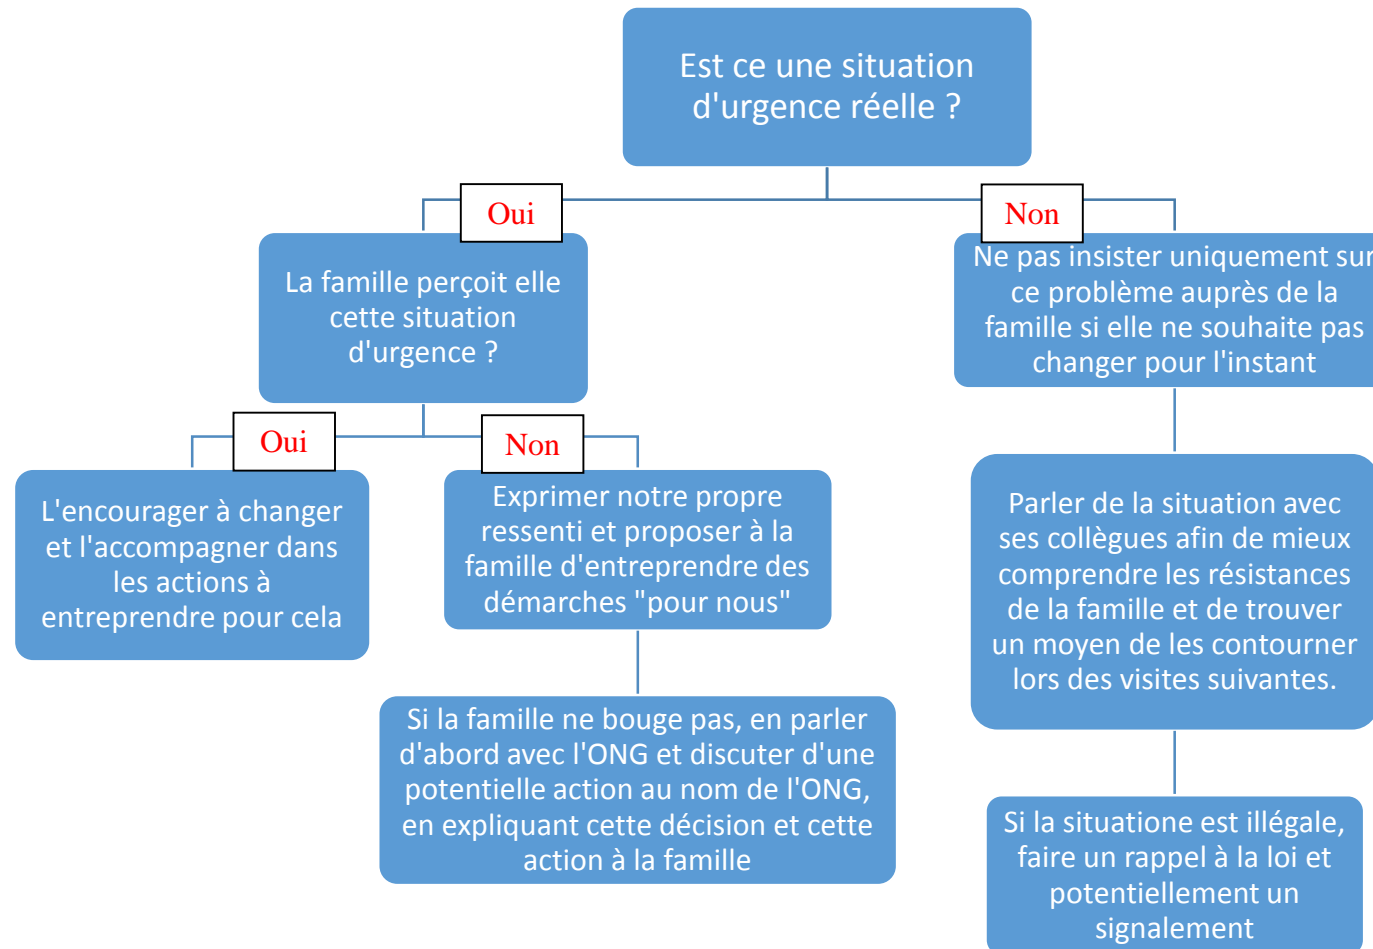 Est ce une situation
d'urgence réelle ?
Oui
Non
La famille perçoit elle
cette situation
d'urgence ?
Ne pas insister uniquement sur
ce problème auprès de la
famille si elle ne souhaite pas
changer pour l'instant
Oui
Non
L'encourager à changer
et l'accompagner dans
les actions à
entreprendre pour cela
Exprimer notre propre
ressenti et proposer à la
famille d'entreprendre des
démarches "pour nous"
Parler de la situation avec
ses collègues afin de mieux
comprendre les résistances
de la famille et de trouver
un moyen de les contourner
lors des visites suivantes.
Si la famille ne bouge pas, en parler
d'abord avec l'ONG et discuter d'une
potentielle action au nom de l'ONG,
en expliquant cette décision et cette
action à la famille
Si la situatione est illégale,
faire un rappel à la loi et
potentiellement un
signalement